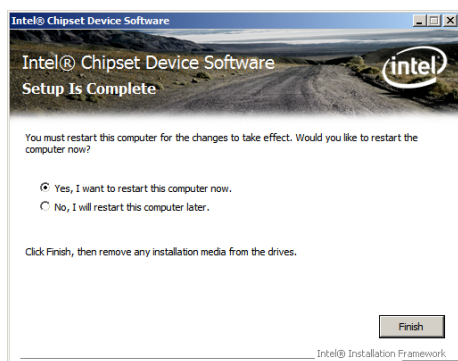 Intel® Chipset Device Software
Intel® Chipset Device Software
Setup Is Complete
intel
You must restart this computer for the changes to take effect. Would you like to restart the
computer now?
Yes, I want to restart this computer now.
No, I will restart this computer later.
Click Finish, then remove any installation media from the drives.
Finish
Intel® Installation Framework